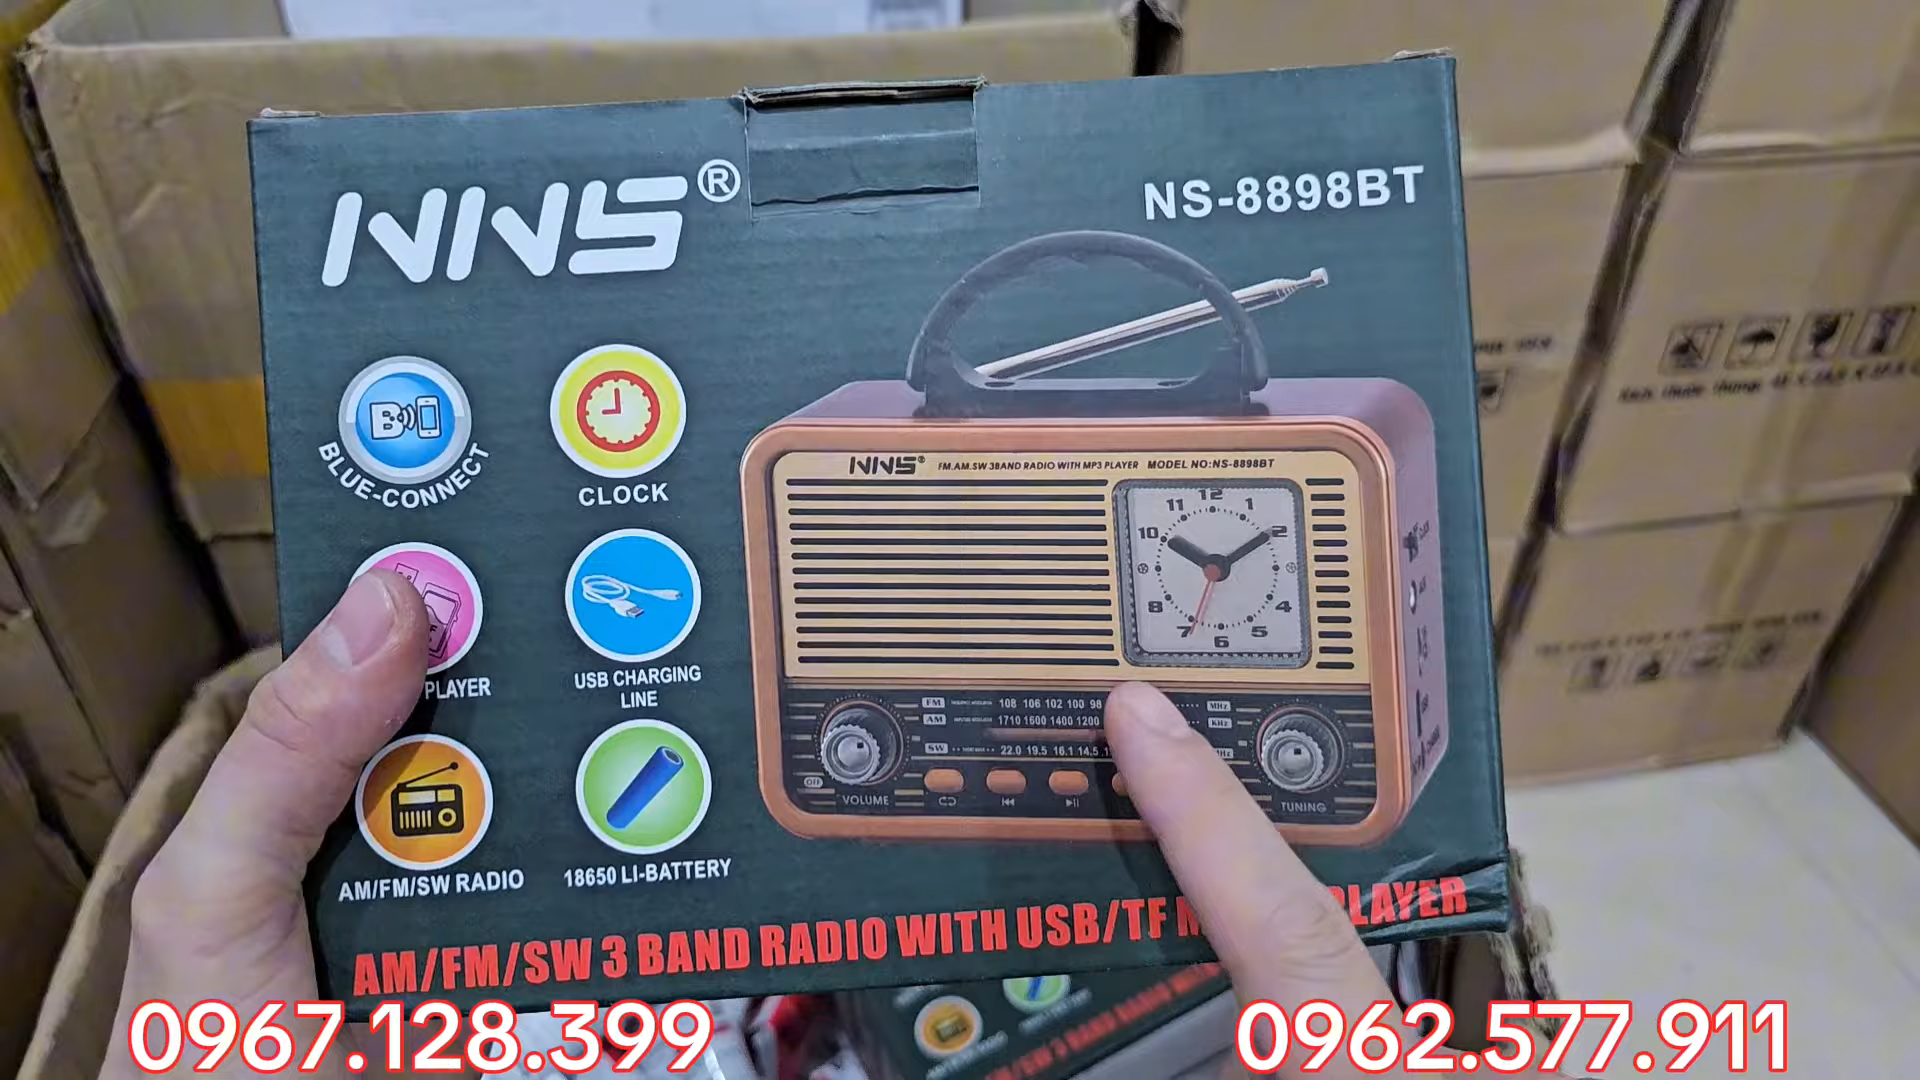 NNS®
NS-8898BT
BLUE-CONNECT
CLOCK
PLAYER
USB CHARGING
LINE
AM/FM/SW RADIO
18650 LI-BATTERY
NNS® FM.AM.SW 3BAND RADIO WITH MP3 PLAYER MODEL NO:NS-8898BT
12
11 1
10 2
8 4
7 5
6
FM 108 106 102 100 98 MHz
AM 1710 1600 1400 1200 KHz
SW 22.0 19.5 16.1 14.5
OFF
VOLUME
TUNING
AM/FM/SW 3 BAND RADIO WITH USB/TF M PLAYER
0967.128.399
0962.577.911